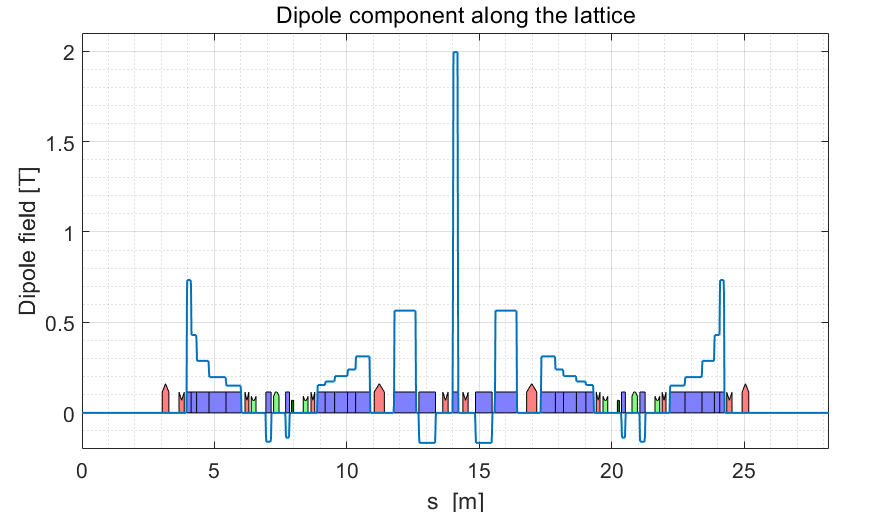 Dipole component along the lattice
Dipole field [T]
2
1.5
1
0.5
0
0 5 10 15 20 25
s [m]